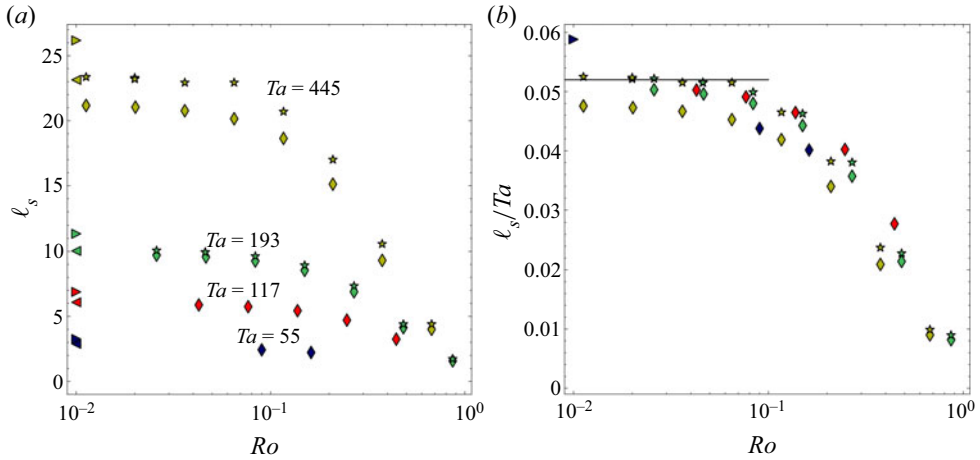 (a)
(b)
25
20
15
10
5
0
ℓs
Ta = 445
Ta = 193
Ta = 117
Ta = 55
10⁻²
10⁻¹
10⁰
Ro
0.06
0.05
0.04
0.03
0.02
0.01
0
ℓs/Ta
10⁻²
10⁻¹
10⁰
Ro